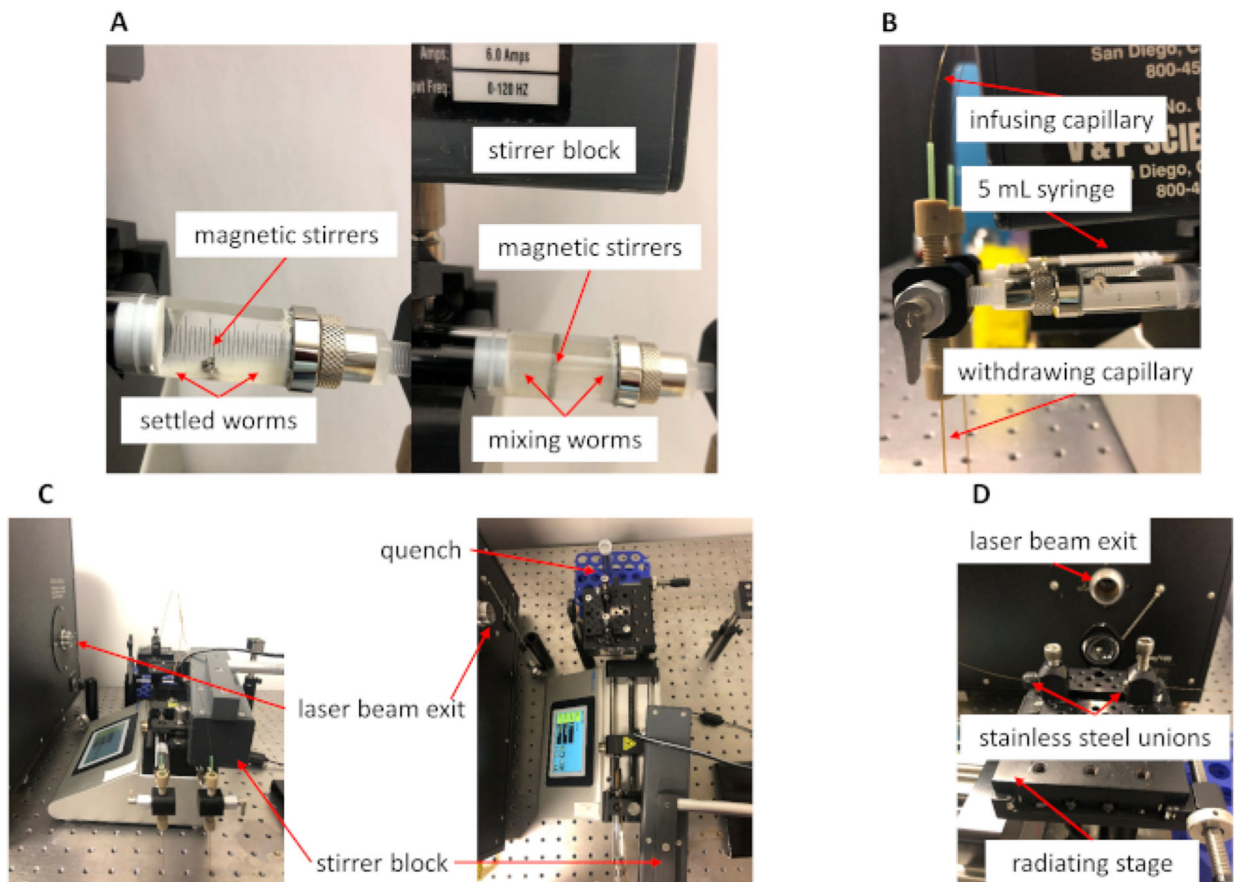 A
B
Amps:
6.0 Amps
0-120 HZ
stirrer block
magnetic stirrers
magnetic stirrers
settled worms
mixing worms
San Diego, C
800-45
infusing capillary
No. U
V & P SCIE
5 mL syringe
Diego, C
800-4
withdrawing capillary
C
D
quench
laser beam exit
stirrer block
laser beam exit
stainless steel unions
radiating stage